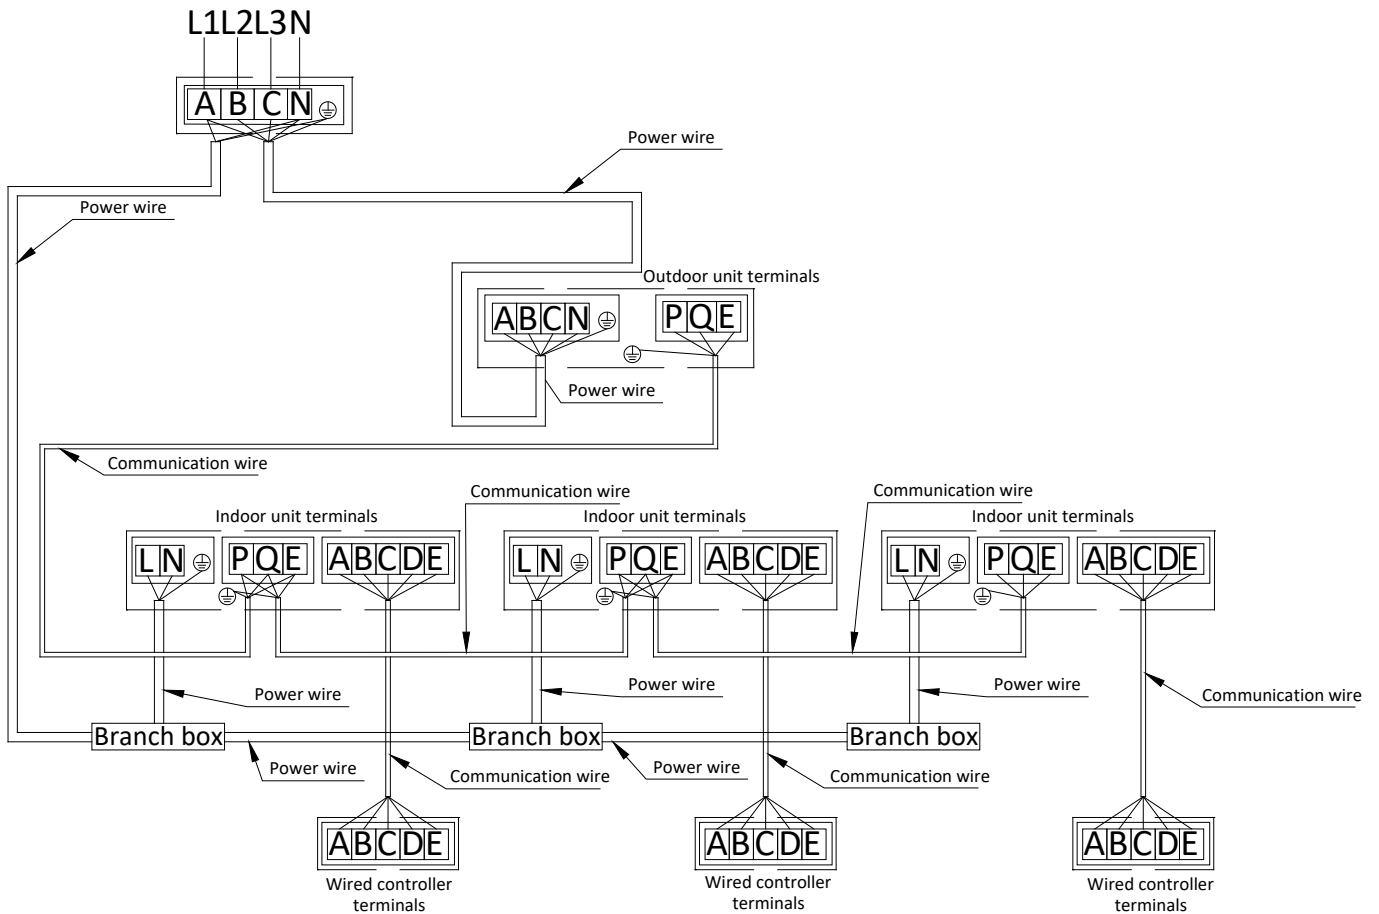 L1L2L3N
A B C N
Power wire
Power wire
Outdoor unit terminals
ABCN
PQE
Power wire
Communication wire
Communication wire
Communication wire
Indoor unit terminals
Indoor unit terminals
Indoor unit terminals
LN
PQE
ABCDE
LN
PQE
ABCDE
LN
PQE
ABCDE
Power wire
Power wire
Power wire
Communication wire
Branch box
Branch box
Branch box
Power wire
Communication wire
Power wire
Communication wire
ABCDE
ABCDE
ABCDE
Wired controller
terminals
Wired controller
terminals
Wired controller
terminals